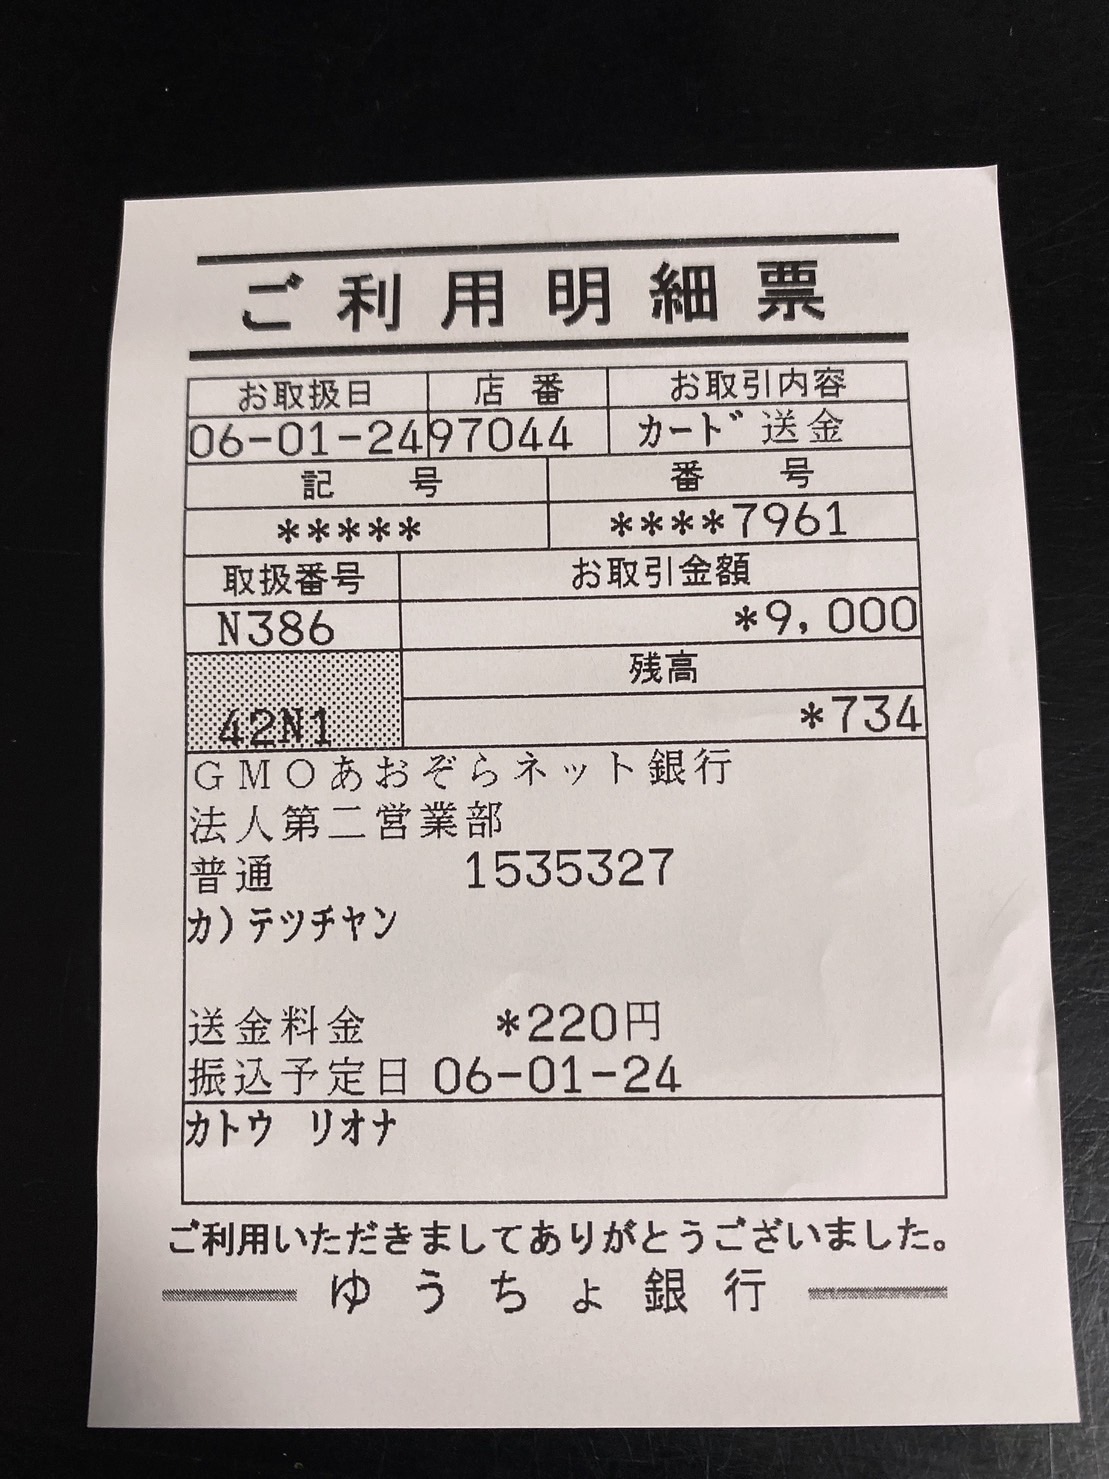 ご利用明細票
お取扱日 店番 お取引内容
06-01-24 97044 カード送金
記号 番号
***** ****7961
取扱番号 お取引金額
N386 *9,000
残高
42N1 *734
GMOあおぞらネット銀行
法人第二営業部
普通 1535327
カ)テツチヤン
送金料金 *220円
振込予定日 06-01-24
カトウ リオナ
ご利用いただきましてありがとうございました。
ゆうちょ銀行